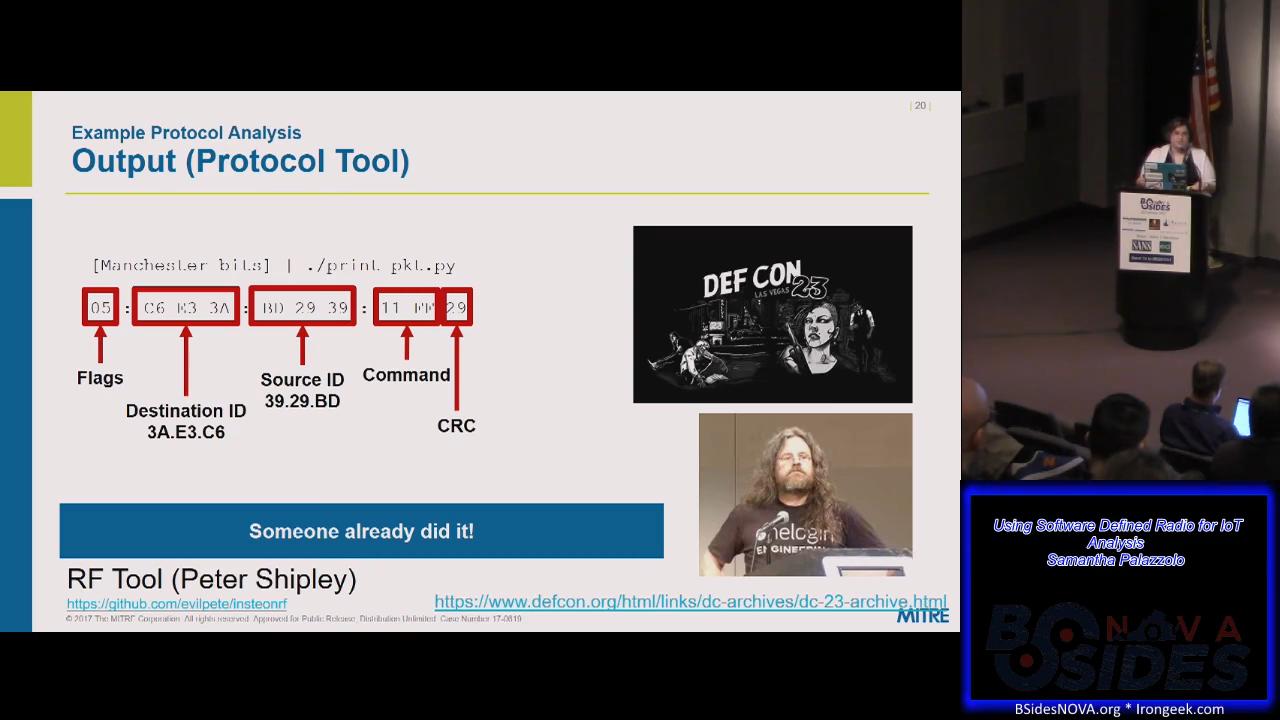 | 20 |
Example Protocol Analysis
Output (Protocol Tool)
[Manchester bits] | ./print_pkt.py
05 : C6 E3 3A : BD 29 39 : 11 FF 29
Flags
Destination ID
3A.E3.C6
Source ID
39.29.BD
Command
CRC
DEF CON
LAS VEGAS 23
nelogin
ENGINEERING
Someone already did it!
RF Tool (Peter Shipley)
https://github.com/evilpete/insteonrf
https://www.defcon.org/html/links/dc-archives/dc-23-archive.html
© 2017 The MITRE Corporation. All rights reserved. Approved for Public Release, Distribution Unlimited. Case Number 17-0819
MITRE
SIDES
SANS
Using Software Defined Radio for IoT
Analysis
Samantha Palazzolo
BSIDES NOVA
BSidesNOVA.org * Irongeek.com